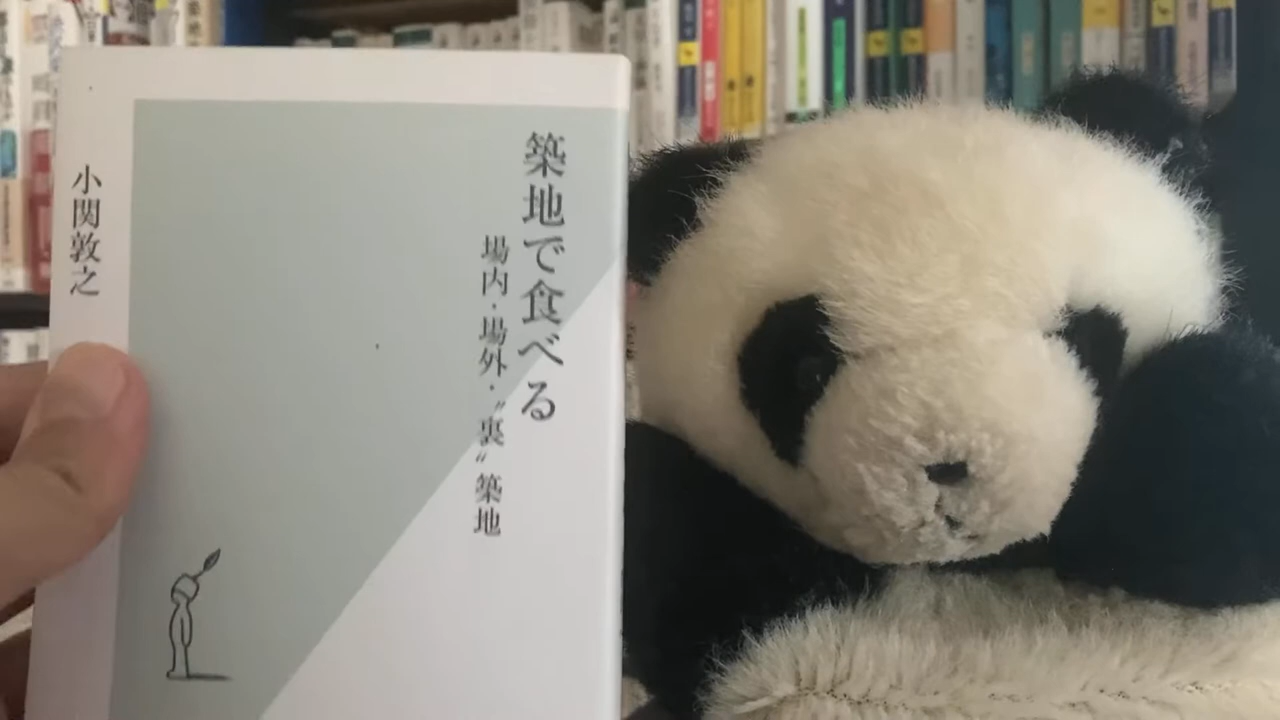 築地で食べる
場内・場外・〝裏〟築地
小関敦之